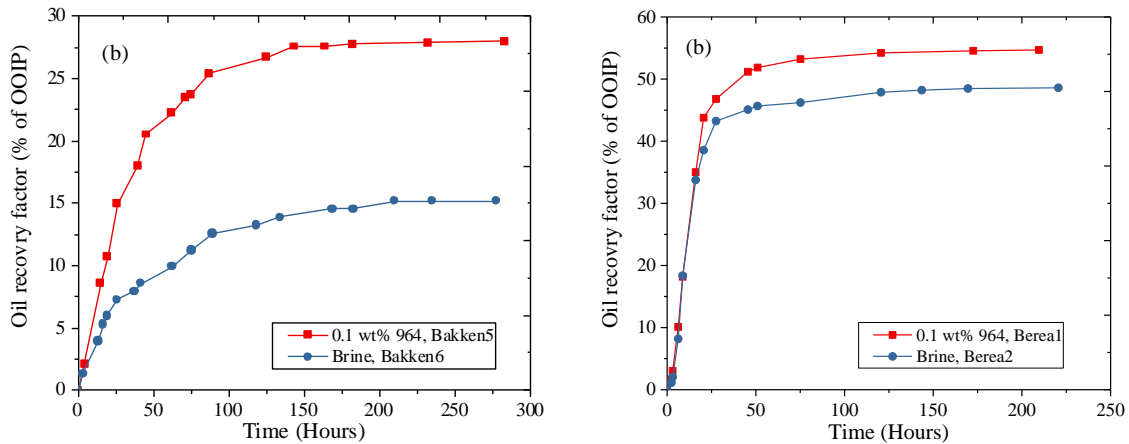 (b)
Oil recovry factor (% of OOIP)
30
25
20
15
10
5
0
0.1 wt% 964, Bakken5
Brine, Bakken6
0 50 100 150 200 250 300
Time (Hours)
(b)
Oil recovry factor (% of OOIP)
60
50
40
30
20
10
0
0.1 wt% 964, Berea1
Brine, Berea2
0 50 100 150 200 250
Time (Hours)